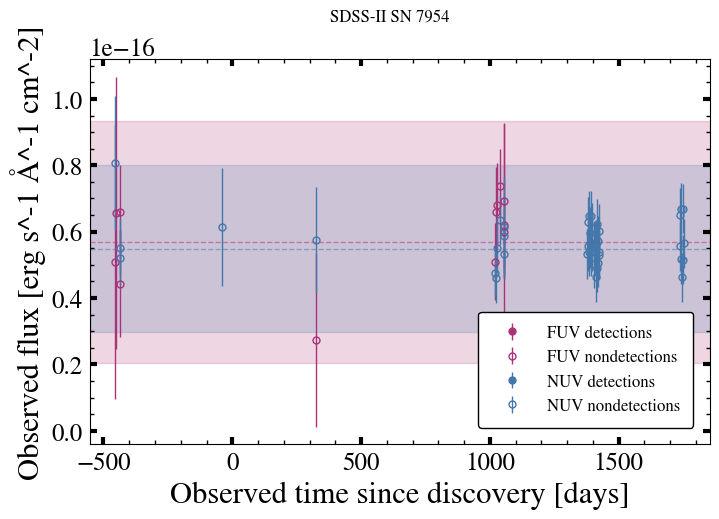 SDSS-II SN 7954
1e−16
Observed flux [erg s^-1 Å^-1 cm^-2]
1.0
0.8
0.6
0.4
0.2
0.0
FUV detections
FUV nondetections
NUV detections
NUV nondetections
−500 0 500 1000 1500
Observed time since discovery [days]